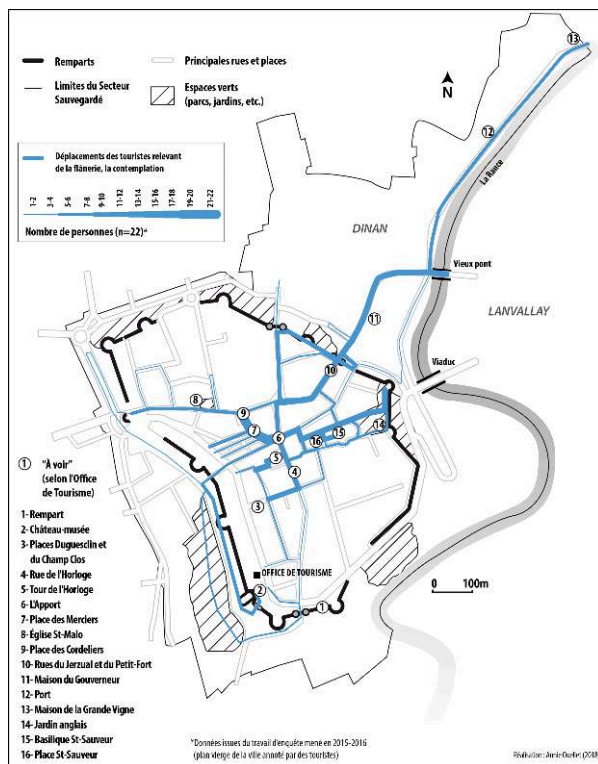 Remparts
Principales rues et places
Limites du Secteur
Sauvegardé
Espaces verts
(parcs, jardins, etc.)
N
Déplacements des touristes relevant
de la flânerie, la contemplation
1-2
3-4
5-6
7-8
9-10
11-12
13-14
15-16
17-18
19-20
21-22
Nombre de personnes (n=22)*
13
12
La Rance
DINAN
Vieux pont
LANVALLAY
11
Viaduc
10
8
9
7
6
16
15
14
5
4
3
OFFICE DE TOURISME
2
1
0 100m
1 "À voir"
(selon l'Office
de Tourisme)
1- Rempart
2- Château-musée
3- Places Duguesclin et
du Champ Clos
4- Rue de l'Horloge
5- Tour de l'Horloge
6- L'Apport
7- Place des Merciers
8- Église St-Malo
9- Place des Cordeliers
10- Rues du Jerzual et du Petit-Fort
11- Maison du Gouverneur
12- Port
13- Maison de la Grande Vigne
14- Jardin anglais
15- Basilique St-Sauveur
16- Place St-Sauveur
*Données issues du travail d'enquête mené en 2015-2016
(plan vierge de la ville annoté par des touristes)
Réalisation : Annie Ouellet (2018)